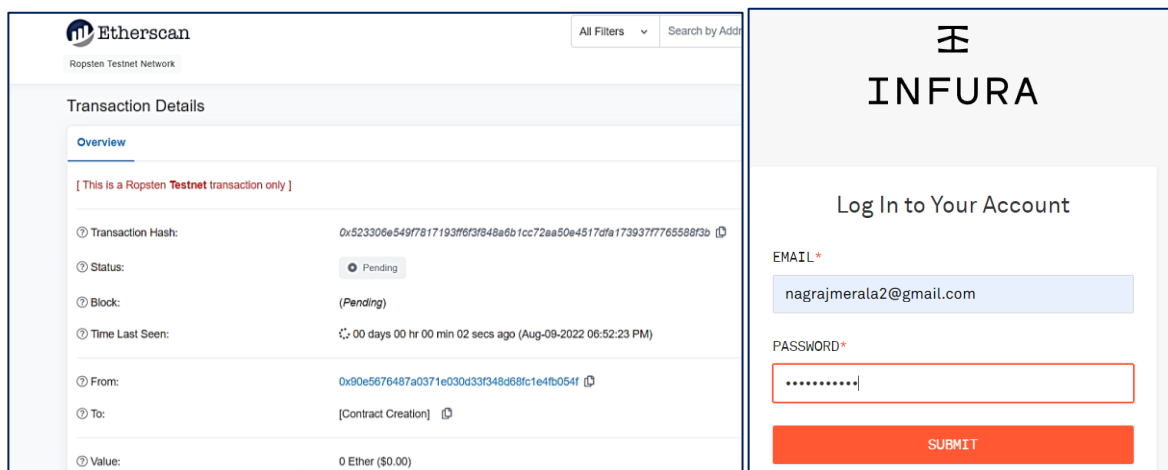 Etherscan
All Filters
Search by Addr
Ropsten Testnet Network
Transaction Details
Overview
[ This is a Ropsten Testnet transaction only ]
Transaction Hash: 0x523306e549f7817193ff6f3f848a6b1cc72aa50e4517dfa173937f7765588f3b
Status: Pending
Block: (Pending)
Time Last Seen: 00 days 00 hr 00 min 02 secs ago (Aug-09-2022 06:52:23 PM)
From: 0x90e5676487a0371e030d33f348d68fc1e4fb054f
To: [Contract Creation]
Value: 0 Ether ($0.00)
INFURA
Log In to Your Account
EMAIL*
nagrajmerala2@gmail.com
PASSWORD*
•••••••••••
SUBMIT